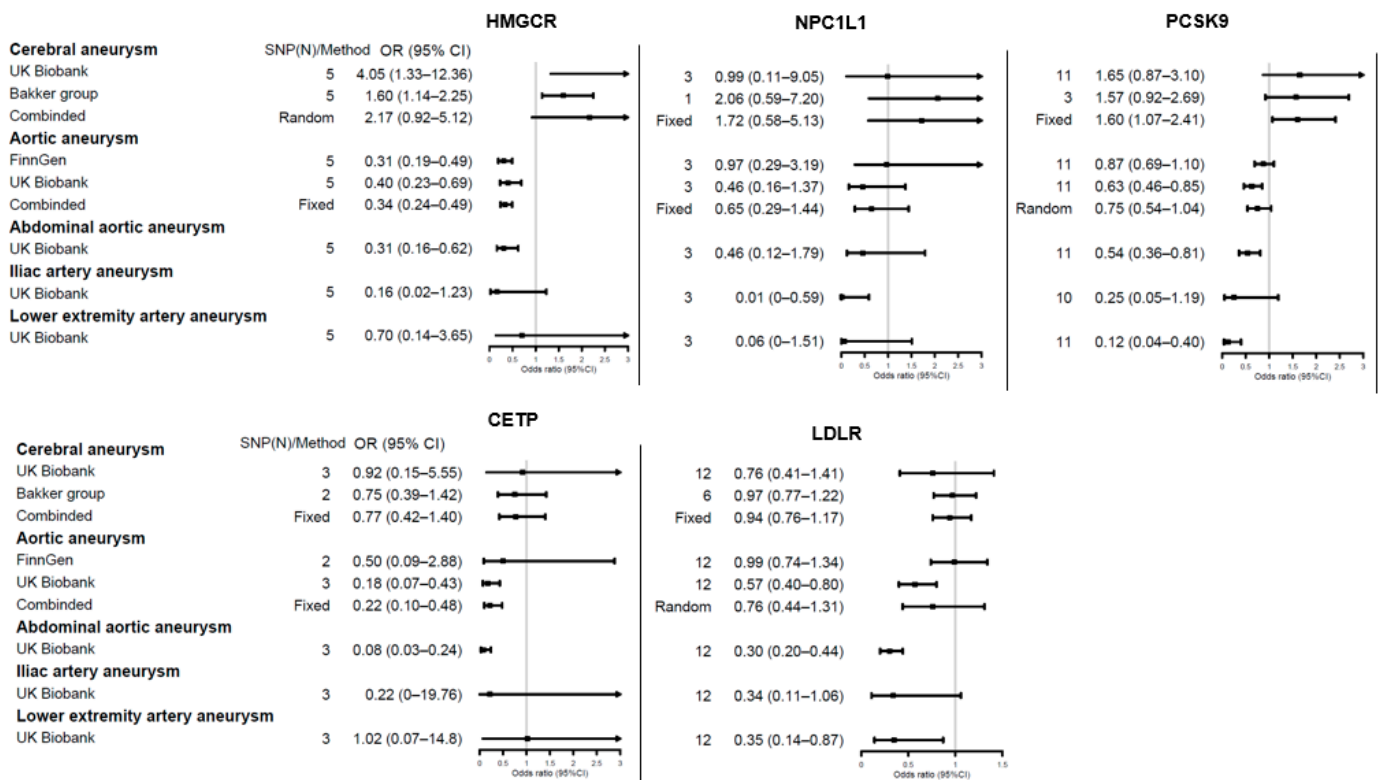 HMGCR NPC1L1 PCSK9
SNP(N)/Method OR (95% CI)
Cerebral aneurysm
UK Biobank 5 4.05 (1.33–12.36) 3 0.99 (0.11–9.05) 11 1.65 (0.87–3.10)
Bakker group 5 1.60 (1.14–2.25) 1 2.06 (0.59–7.20) 3 1.57 (0.92–2.69)
Combinded Random 2.17 (0.92–5.12) Fixed 1.72 (0.58–5.13) Fixed 1.60 (1.07–2.41)
Aortic aneurysm
FinnGen 5 0.31 (0.19–0.49) 3 0.97 (0.29–3.19) 11 0.87 (0.69–1.10)
UK Biobank 5 0.40 (0.23–0.69) 3 0.46 (0.16–1.37) 11 0.63 (0.46–0.85)
Combinded Fixed 0.34 (0.24–0.49) Fixed 0.65 (0.29–1.44) Random 0.75 (0.54–1.04)
Abdominal aortic aneurysm
UK Biobank 5 0.31 (0.16–0.62) 3 0.46 (0.12–1.79) 11 0.54 (0.36–0.81)
Iliac artery aneurysm
UK Biobank 5 0.16 (0.02–1.23) 3 0.01 (0–0.59) 10 0.25 (0.05–1.19)
Lower extremity artery aneurysm
UK Biobank 5 0.70 (0.14–3.65) 3 0.06 (0–1.51) 11 0.12 (0.04–0.40)
0 0.5 1 1.5 2 2.5 3 0 0.5 1 1.5 2 2.5 3 0 0.5 1 1.5 2 2.5 3
Odds ratio (95%CI) Odds ratio (95%CI) Odds ratio (95%CI)
CETP LDLR
SNP(N)/Method OR (95% CI)
Cerebral aneurysm
UK Biobank 3 0.92 (0.15–5.55) 12 0.76 (0.41–1.41)
Bakker group 2 0.75 (0.39–1.42) 6 0.97 (0.77–1.22)
Combinded Fixed 0.77 (0.42–1.40) Fixed 0.94 (0.76–1.17)
Aortic aneurysm
FinnGen 2 0.50 (0.09–2.88) 12 0.99 (0.74–1.34)
UK Biobank 3 0.18 (0.07–0.43) 12 0.57 (0.40–0.80)
Combinded Fixed 0.22 (0.10–0.48) Random 0.76 (0.44–1.31)
Abdominal aortic aneurysm
UK Biobank 3 0.08 (0.03–0.24) 12 0.30 (0.20–0.44)
Iliac artery aneurysm
UK Biobank 3 0.22 (0–19.76) 12 0.34 (0.11–1.06)
Lower extremity artery aneurysm
UK Biobank 3 1.02 (0.07–14.8) 12 0.35 (0.14–0.87)
0 0.5 1 1.5 2 2.5 3 0 0.5 1 1.5
Odds ratio (95%CI) Odds ratio (95%CI)